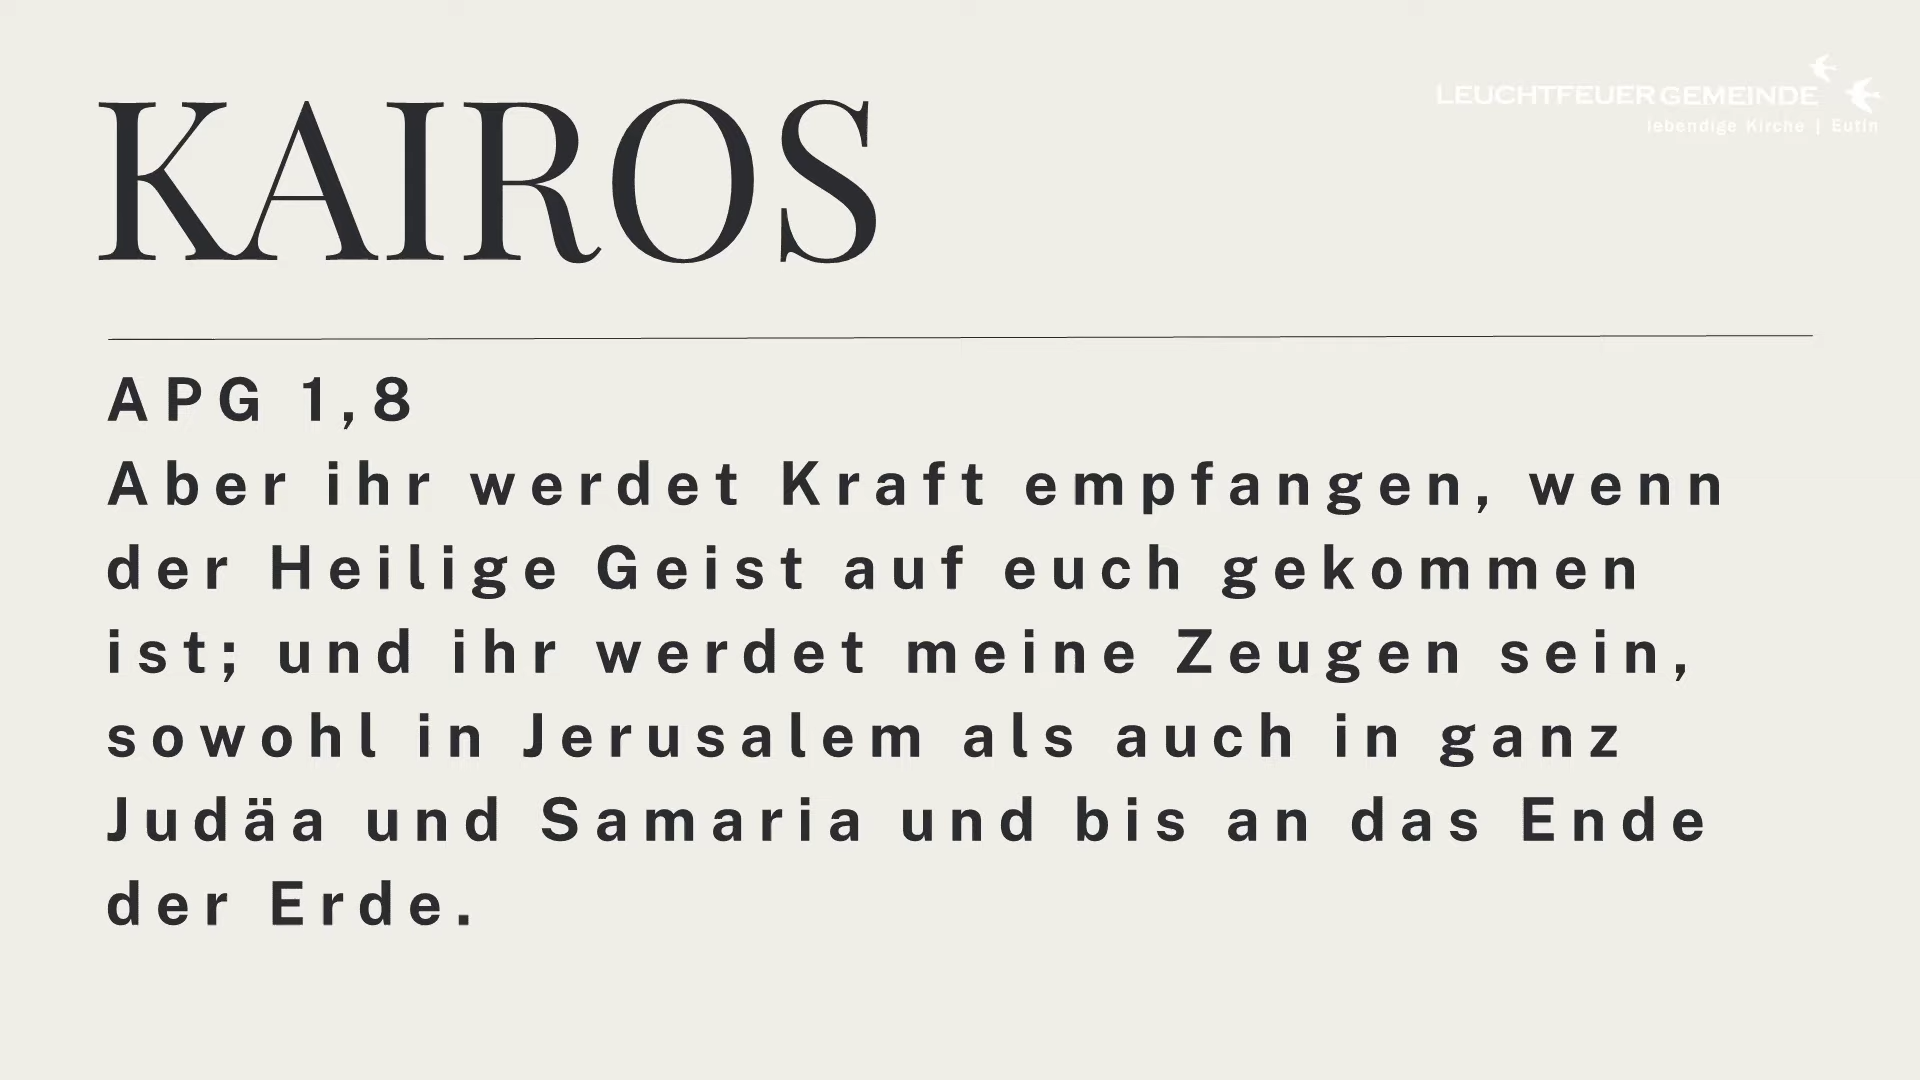 KAIROS
LEUCHTFEUER GEMEINDE
lebendige Kirche | Eutin
APG 1,8
Aber ihr werdet Kraft empfangen, wenn
der Heilige Geist auf euch gekommen
ist; und ihr werdet meine Zeugen sein,
sowohl in Jerusalem als auch in ganz
Judäa und Samaria und bis an das Ende
der Erde.